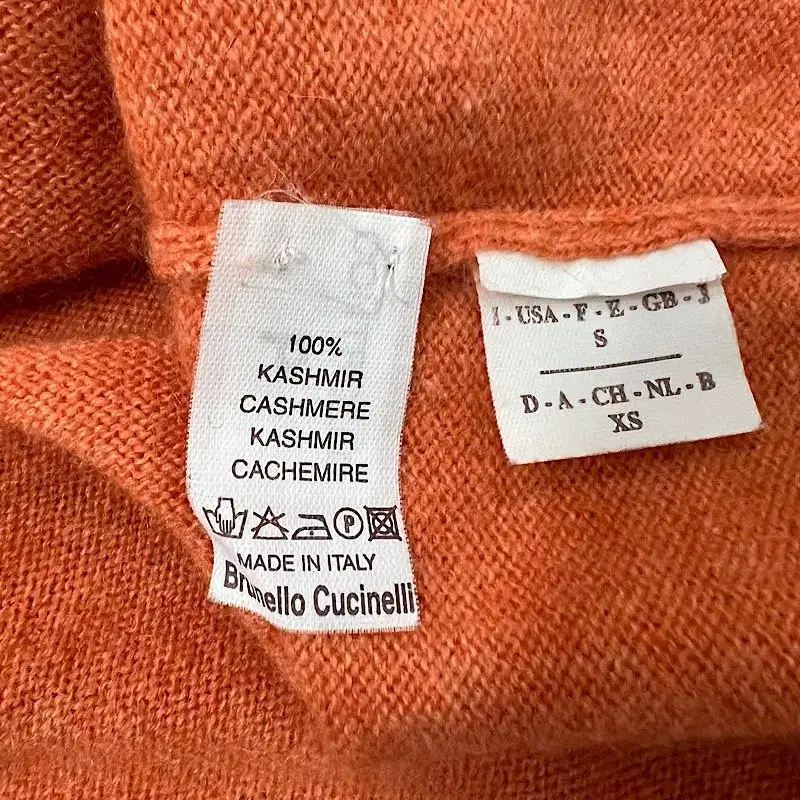 100%
KASHMIR
CASHMERE
KASHMIR
CACHEMIRE
P
MADE IN ITALY
Brunello Cucinelli
I - USA - F - E - GB - J
S
D - A - CH - NL - B
XS